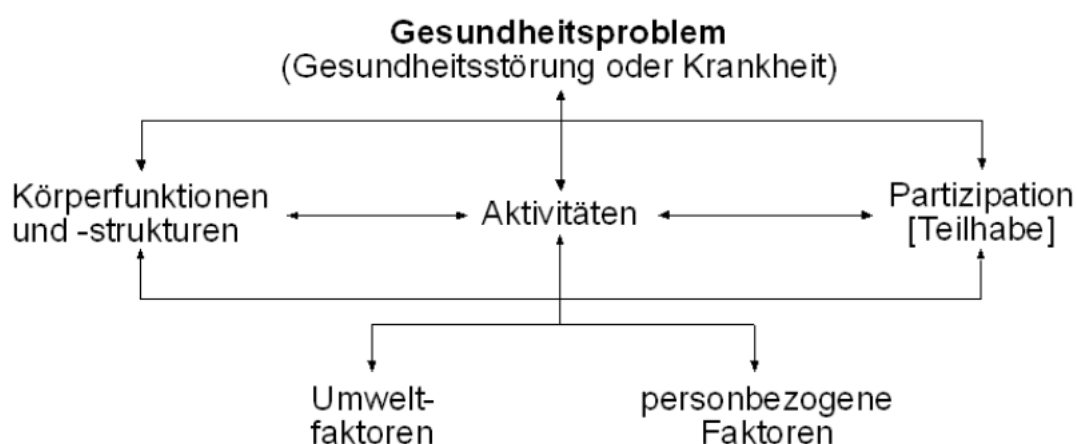 Gesundheitsproblem
(Gesundheitsstörung oder Krankheit)
Körperfunktionen
und -strukturen
Aktivitäten
Partizipation
[Teilhabe]
Umwelt-
faktoren
personbezogene
Faktoren